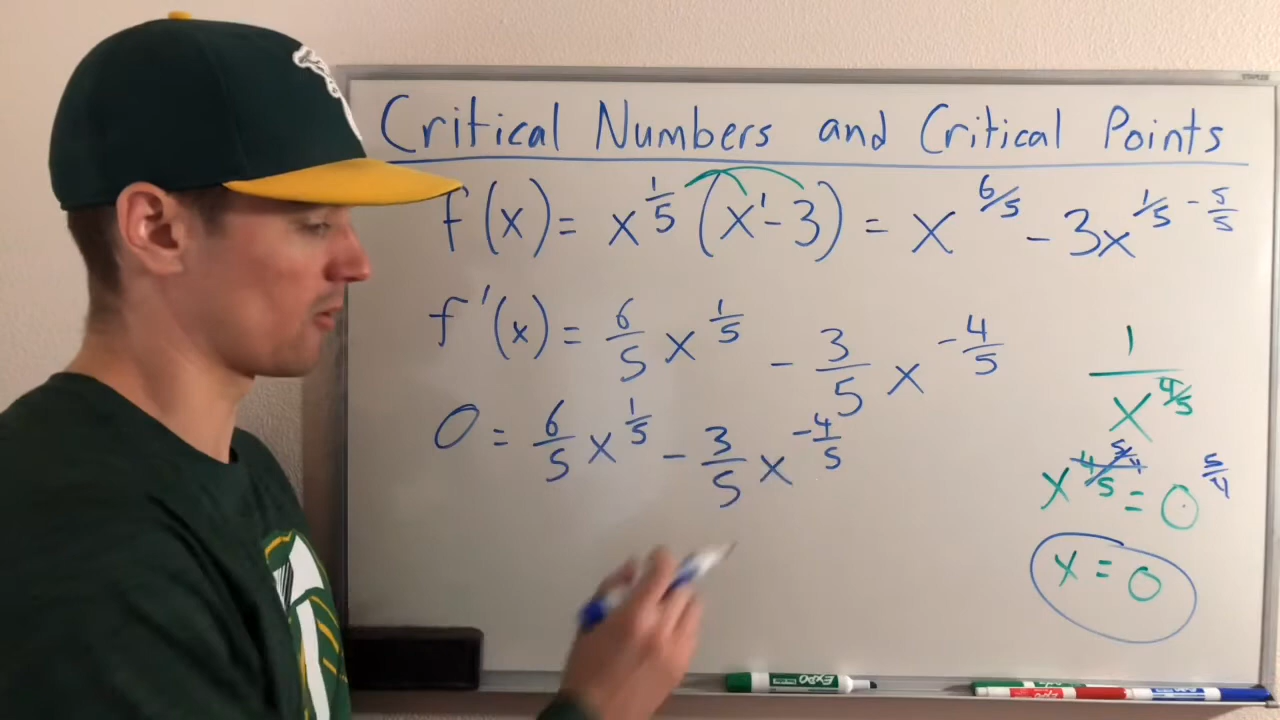 Critical Numbers and Critical Points
f(x) = x^{1/5} (x^1 - 3) = x^{6/5} - 3x^{1/5 - 5/5}
f'(x) = 6/5 x^{1/5} - 3/5 x^{-4/5}
0 = 6/5 x^{1/5} - 3/5 x^{-4/5}
1/x^{4/5}
x^{4/5 · 5/4} = 0^{5/4}
x = 0
EXPO